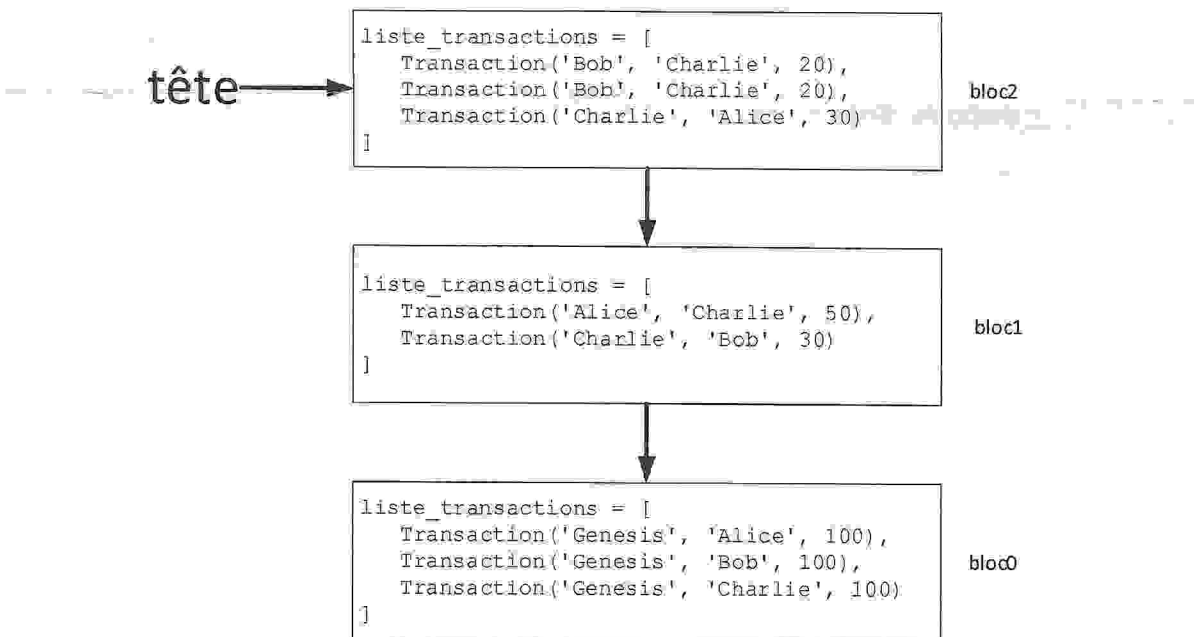 liste_transactions = [
Transaction('Bob', 'Charlie', 20),
Transaction('Bob', 'Charlie', 20),
Transaction('Charlie', 'Alice', 30)
]
tête
bloc2
liste_transactions = [
Transaction('Alice', 'Charlie', 50),
Transaction('Charlie', 'Bob', 30)
]
bloc1
liste_transactions = [
Transaction('Genesis', 'Alice', 100),
Transaction('Genesis', 'Bob', 100),
Transaction('Genesis', 'Charlie', 100)
]
bloc0